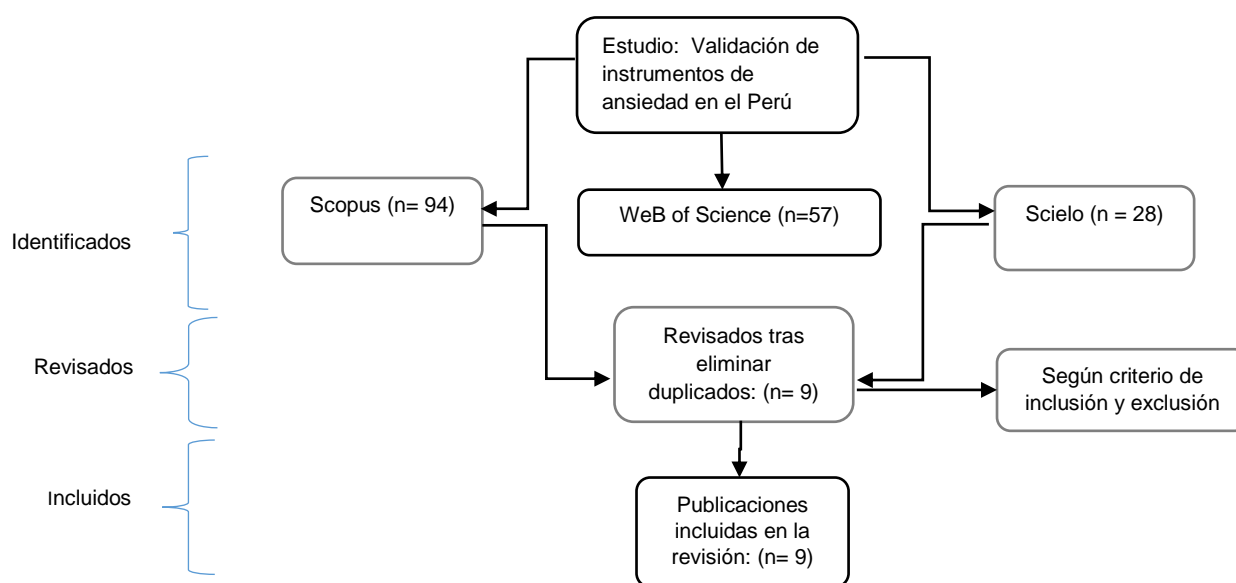 Estudio: Validación de
instrumentos de
ansiedad en el Perú
Scopus (n= 94)
WeB of Science (n=57)
Scielo (n = 28)
Identificados
Revisados tras
eliminar
duplicados: (n= 9)
Revisados
Según criterio de
inclusión y exclusión
Incluidos
Publicaciones
incluidas en la
revisión: (n= 9)